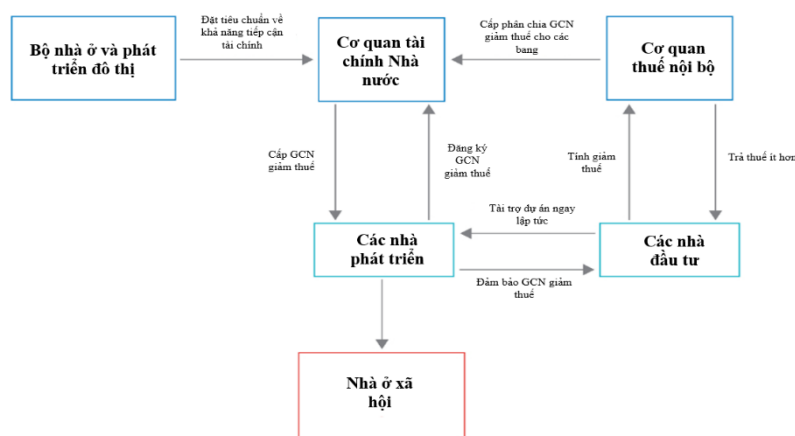 Bộ nhà ở và phát
triển đô thị
Đặt tiêu chuẩn về
khả năng tiếp cận
tài chính
Cơ quan tài
chính Nhà
nước
Cấp phân chia GCN
giảm thuế cho các
bang
Cơ quan
thuế nội bộ
Cấp GCN
giảm thuế
Đăng ký
GCN
giảm thuế
Tính giảm
thuế
Trả thuế ít hơn
Các nhà
phát triển
Tài trợ dự án ngay
lập tức
Đảm bảo GCN giảm
thuế
Các nhà
đầu tư
Nhà ở xã
hội